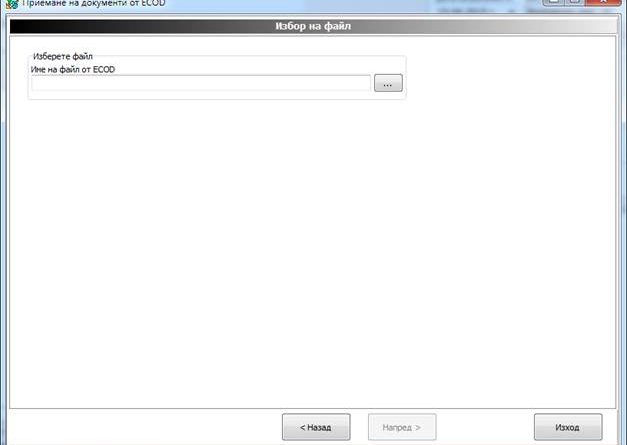 Приемане на документи от ECOD
Избор на файл
Изберете файл
Име на файл от ECOD
...
< Назад
Напред >
Изход